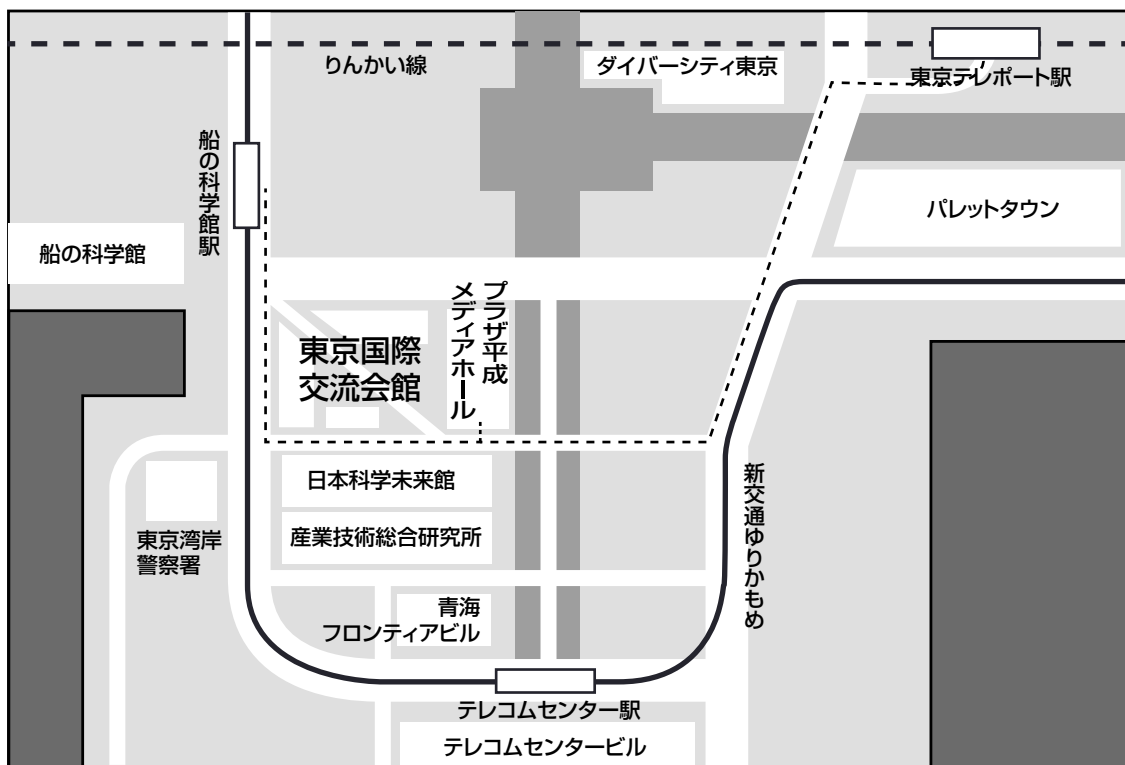 りんかい線
ダイバーシティ東京
東京テレポート駅
船の科学館駅
パレットタウン
船の科学館
プラザ平成
メディアホール
東京国際
交流会館
日本科学未来館
新交通ゆりかもめ
産業技術総合研究所
東京湾岸
警察署
青海
フロンティアビル
テレコムセンター駅
テレコムセンタービル